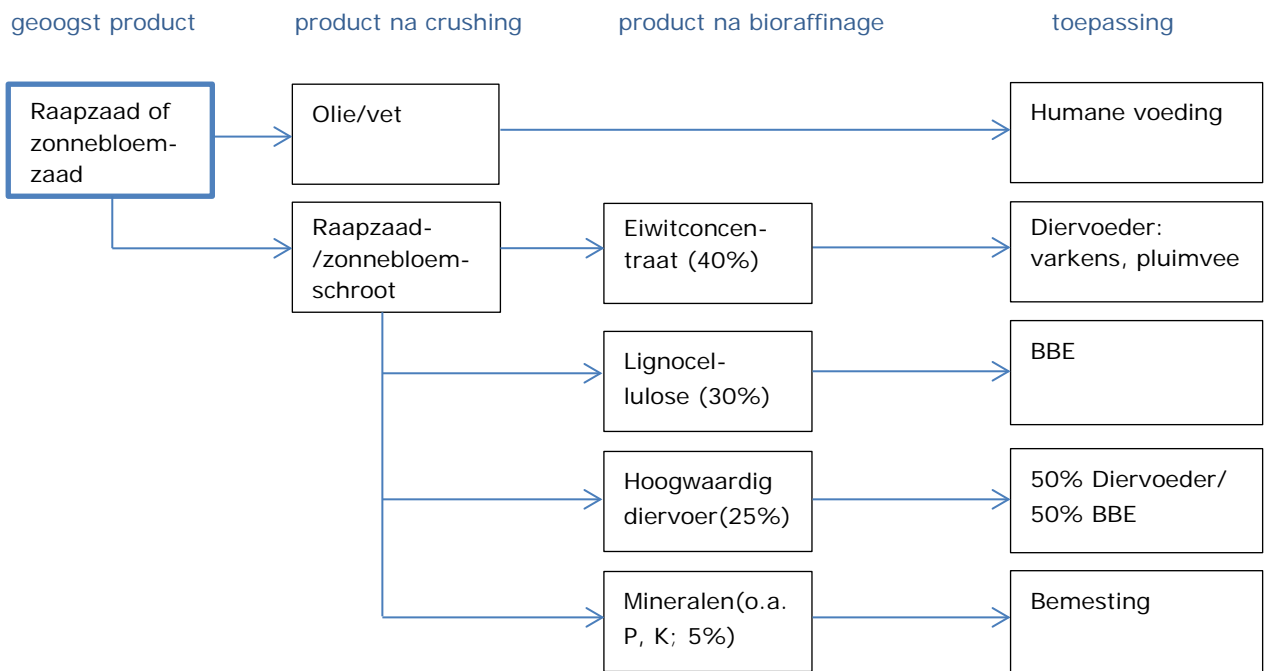 geoogst product
product na crushing
product na bioraffinage
toepassing
Raapzaad of
zonnebloem-
zaad
Olie/vet
Humane voeding
Raapzaad-
/zonnebloem-
schroot
Eiwitconcen-
traat (40%)
Diervoeder:
varkens, pluimvee
Lignocel-
lulose (30%)
BBE
Hoogwaardig
diervoer(25%)
50% Diervoeder/
50% BBE
Mineralen(o.a.
P, K; 5%)
Bemesting